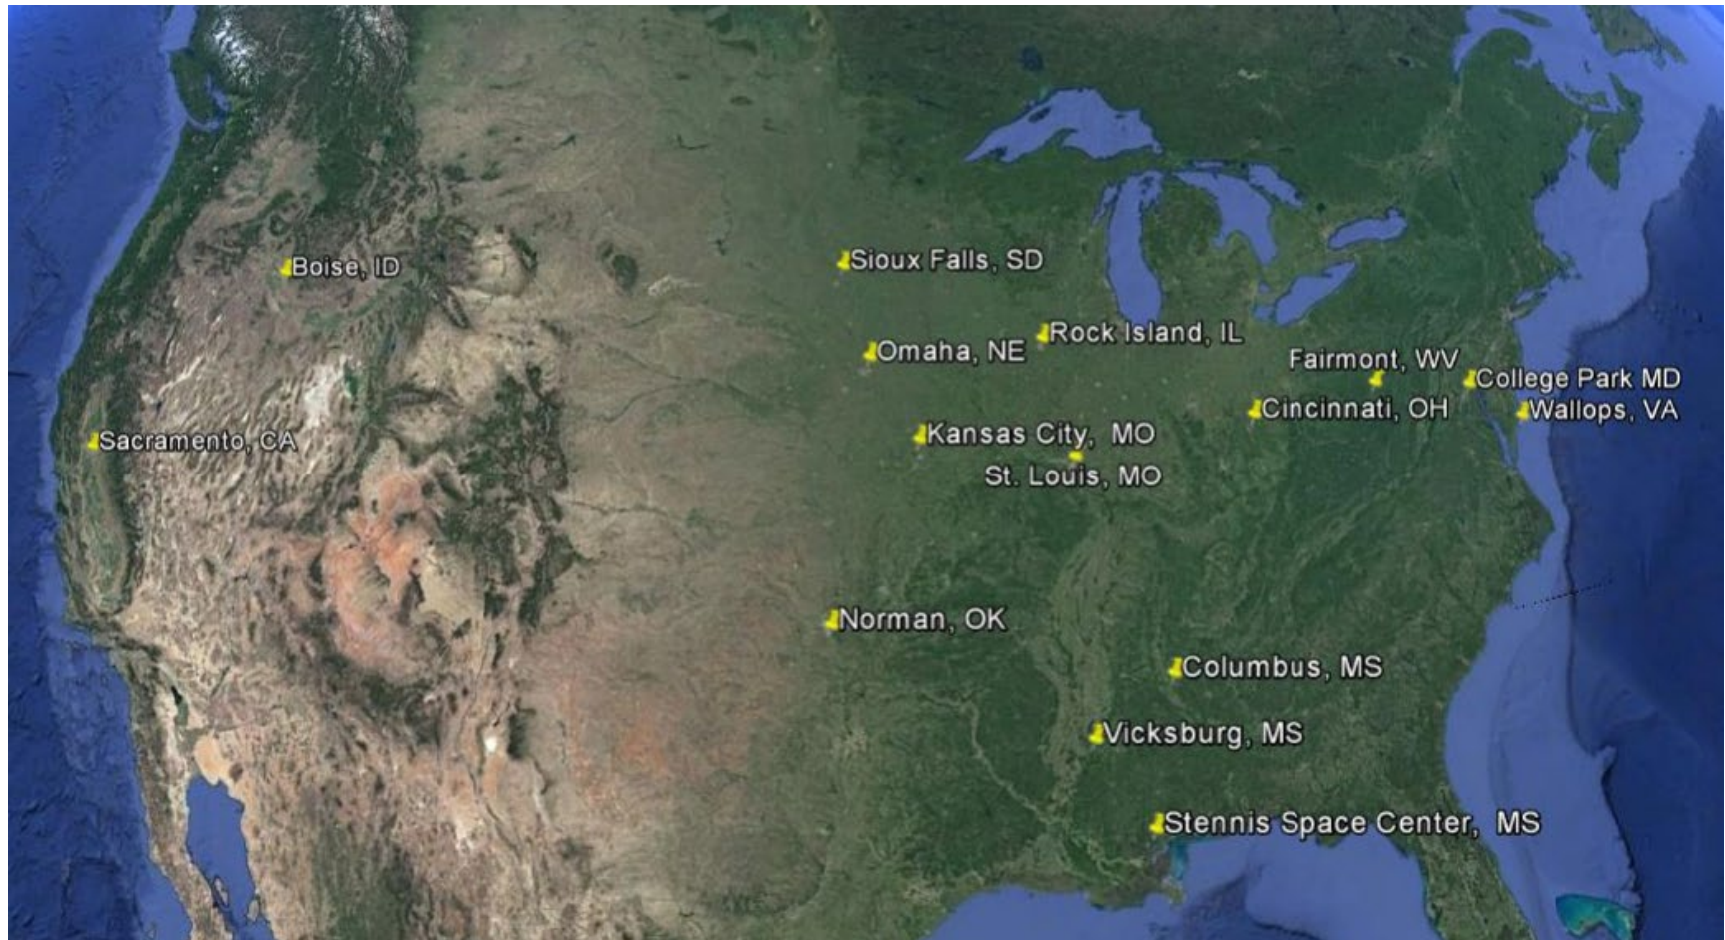 Sioux Falls, SD
Boise, ID
Rock Island, IL
Omaha, NE
Fairmont, WV
College Park MD
Cincinnati, OH
Wallops, VA
Kansas City, MO
Sacramento, CA
St. Louis, MO
Norman, OK
Columbus, MS
Vicksburg, MS
Stennis Space Center, MS